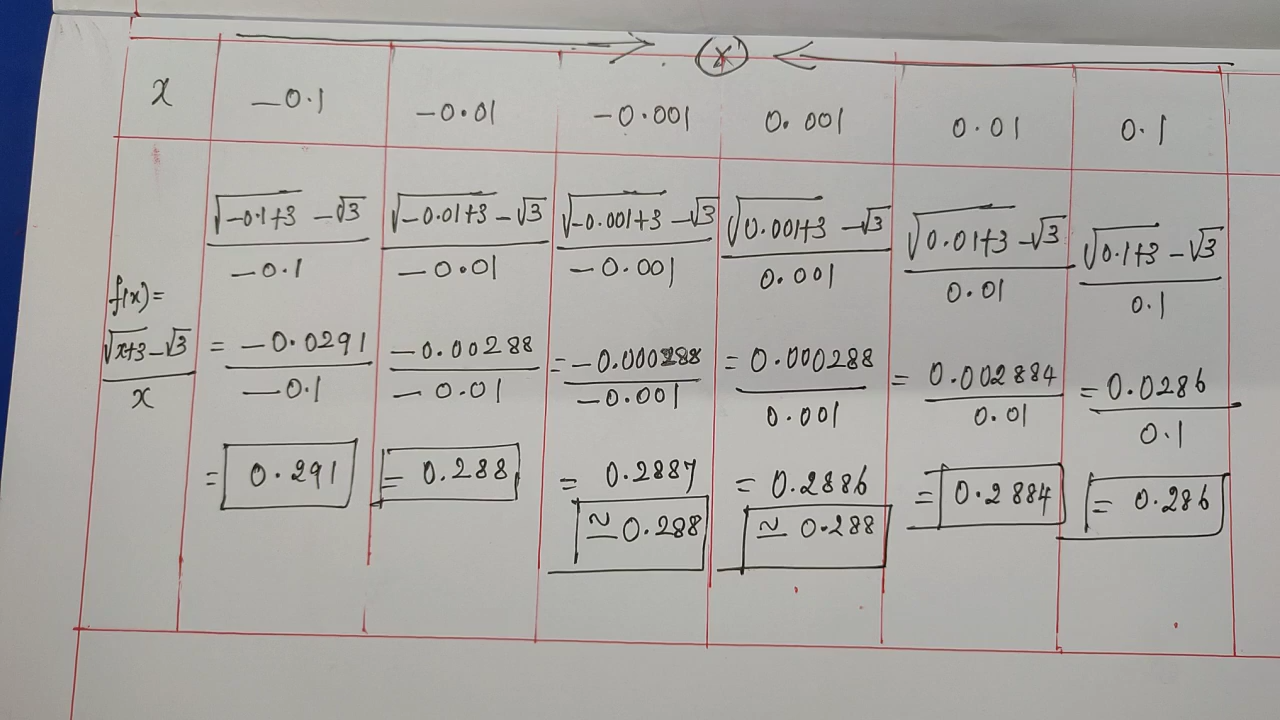 x
x -0.1 -0.01 -0.001 0.001 0.01 0.1
f(x)= √(x+3) - √3 / x
√(-0.1+3) - √3 / -0.1
= -0.0291 / -0.1
= 0.291
√(-0.01+3) - √3 / -0.01
-0.00288 / -0.01
= 0.288
√(-0.001+3) - √3 / -0.001
= -0.000288 / -0.001
= 0.2887
≃ 0.288
√(0.001+3) - √3 / 0.001
= 0.000288 / 0.001
= 0.2886
≃ 0.288
√(0.01+3) - √3 / 0.01
= 0.002884 / 0.01
= 0.2884
√(0.1+3) - √3 / 0.1
= 0.0286 / 0.1
= 0.286